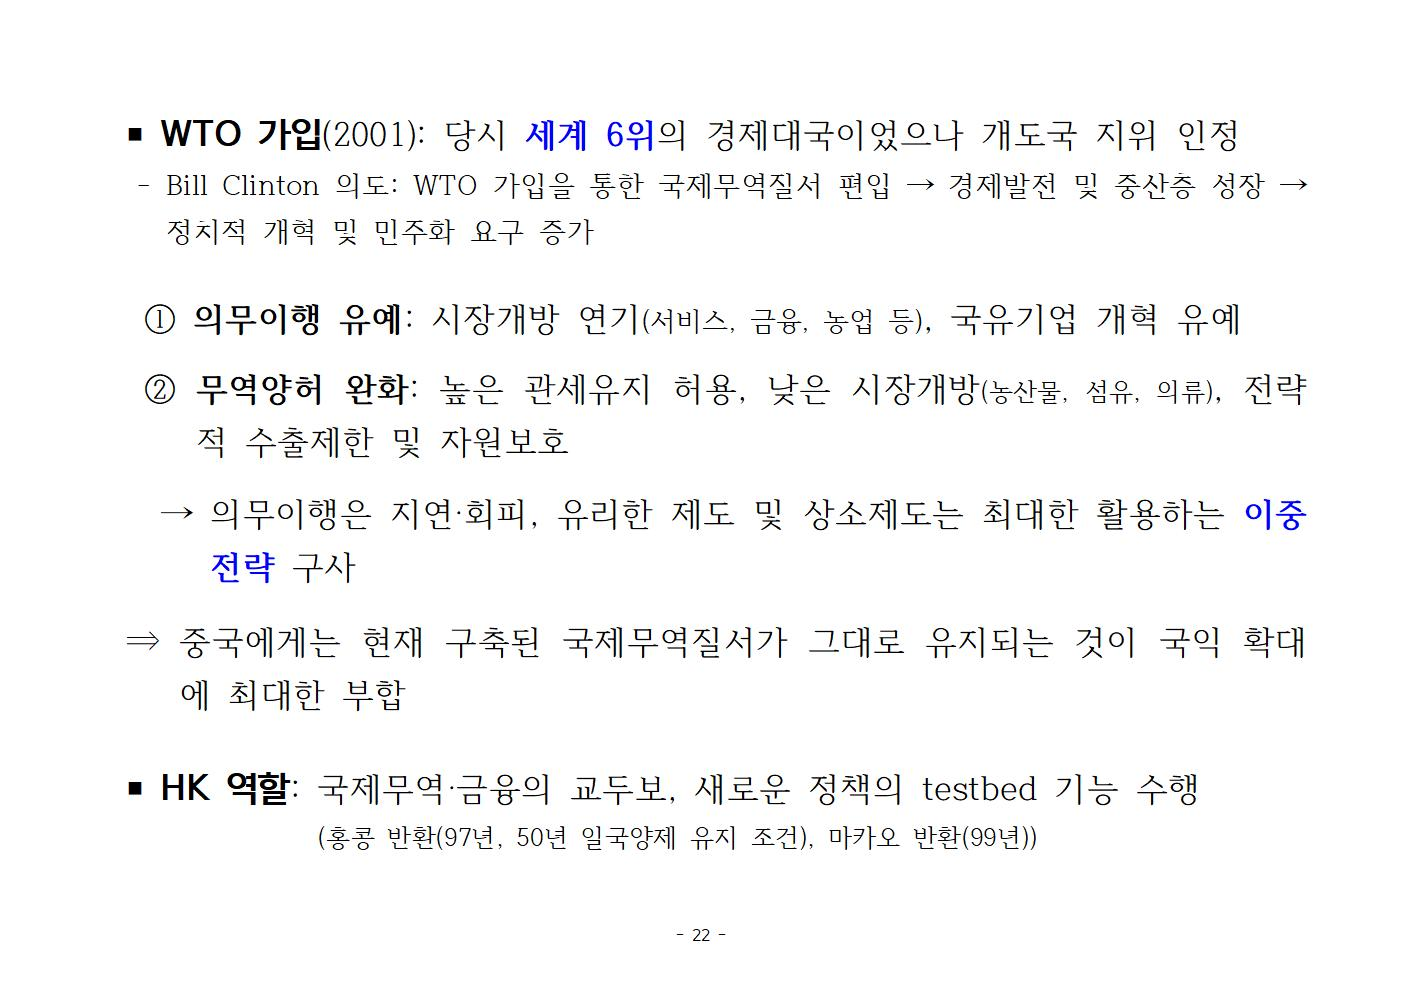 ▪ WTO 가입(2001): 당시 세계 6위의 경제대국이었으나 개도국 지위 인정
- Bill Clinton 의도: WTO 가입을 통한 국제무역질서 편입 → 경제발전 및 중산층 성장 →
정치적 개혁 및 민주화 요구 증가
① 의무이행 유예: 시장개방 연기(서비스, 금융, 농업 등), 국유기업 개혁 유예
② 무역양허 완화: 높은 관세유지 허용, 낮은 시장개방(농산물, 섬유, 의류), 전략
적 수출제한 및 자원보호
→ 의무이행은 지연·회피, 유리한 제도 및 상소제도는 최대한 활용하는 이중
전략 구사
⇒ 중국에게는 현재 구축된 국제무역질서가 그대로 유지되는 것이 국익 확대
에 최대한 부합
▪ HK 역할: 국제무역·금융의 교두보, 새로운 정책의 testbed 기능 수행
(홍콩 반환(97년, 50년 일국양제 유지 조건), 마카오 반환(99년))
- 22 -